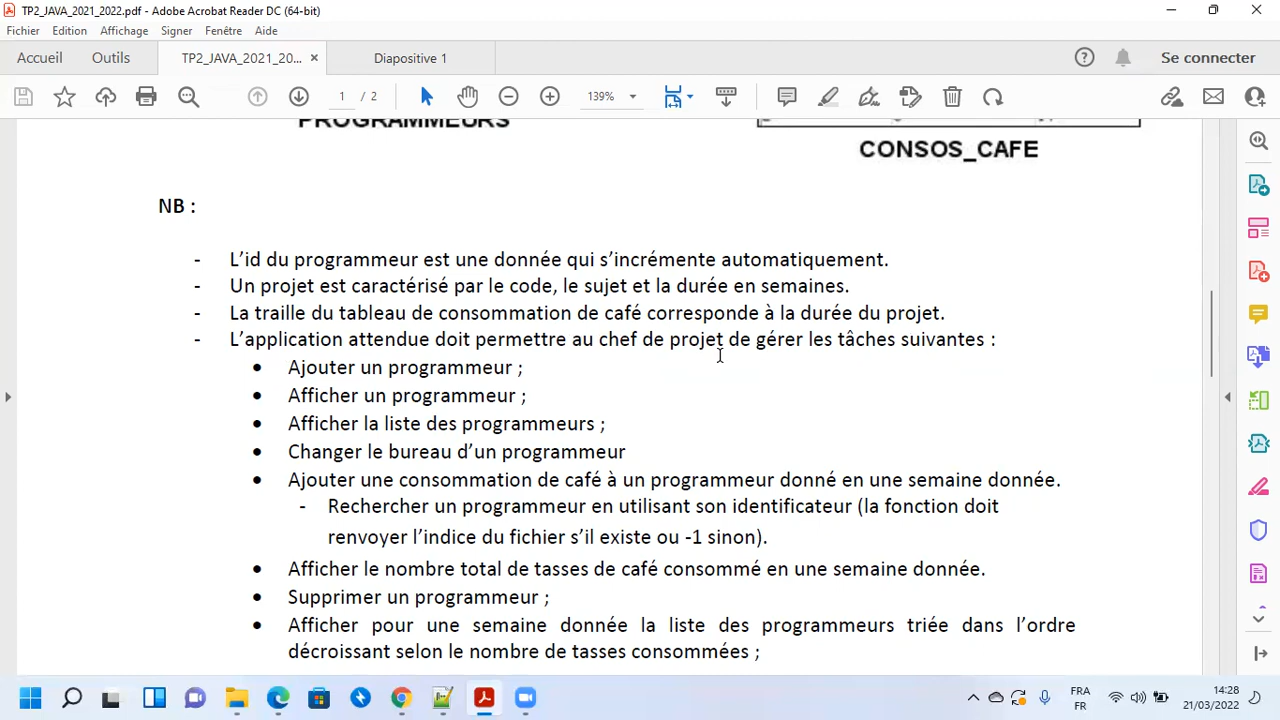 TP2_JAVA_2021_2022.pdf - Adobe Acrobat Reader DC (64-bit)
Fichier Edition Affichage Signer Fenêtre Aide
Accueil Outils TP2_JAVA_2021_20... × Diapositive 1 Se connecter
1 / 2 139%
PROGRAMMEURS
CONSOS_CAFE
NB :
- L'id du programmeur est une donnée qui s'incrémente automatiquement.
- Un projet est caractérisé par le code, le sujet et la durée en semaines.
- La traille du tableau de consommation de café corresponde à la durée du projet.
- L'application attendue doit permettre au chef de projet de gérer les tâches suivantes :
• Ajouter un programmeur ;
• Afficher un programmeur ;
• Afficher la liste des programmeurs ;
• Changer le bureau d'un programmeur
• Ajouter une consommation de café à un programmeur donné en une semaine donnée.
- Rechercher un programmeur en utilisant son identificateur (la fonction doit
renvoyer l'indice du fichier s'il existe ou -1 sinon).
• Afficher le nombre total de tasses de café consommé en une semaine donnée.
• Supprimer un programmeur ;
• Afficher pour une semaine donnée la liste des programmeurs triée dans l'ordre
décroissant selon le nombre de tasses consommées ;
FRA 14:28
FR 21/03/2022